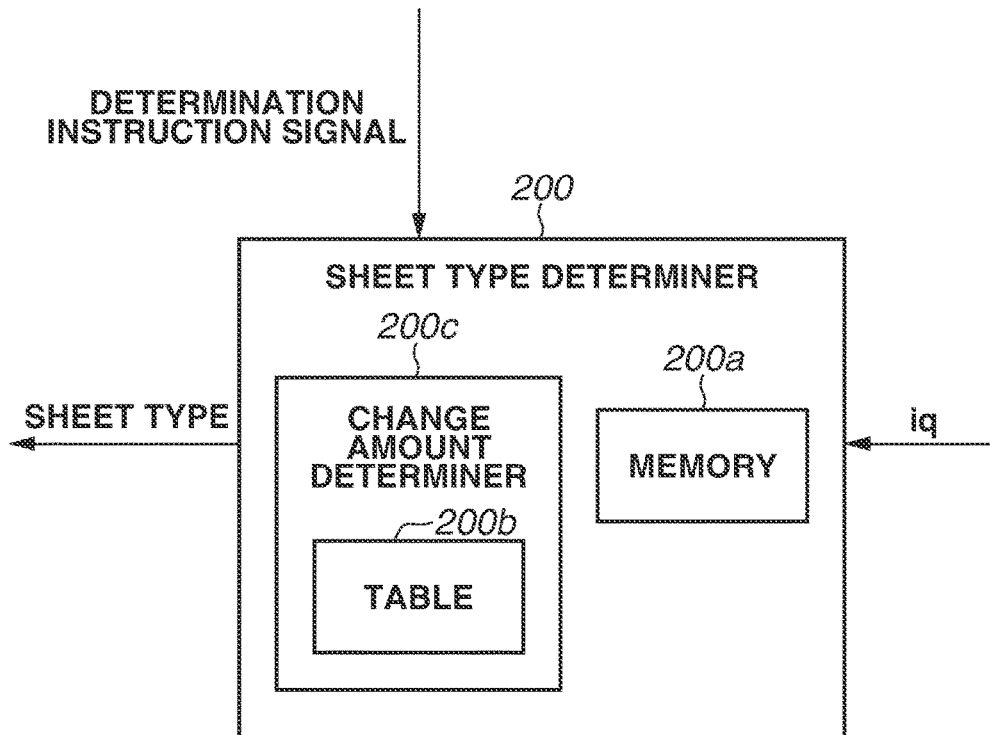 DETERMINATION
INSTRUCTION SIGNAL
200
SHEET TYPE DETERMINER
200c
200a
SHEET TYPE
CHANGE
AMOUNT
DETERMINER
MEMORY
iq
200b
TABLE